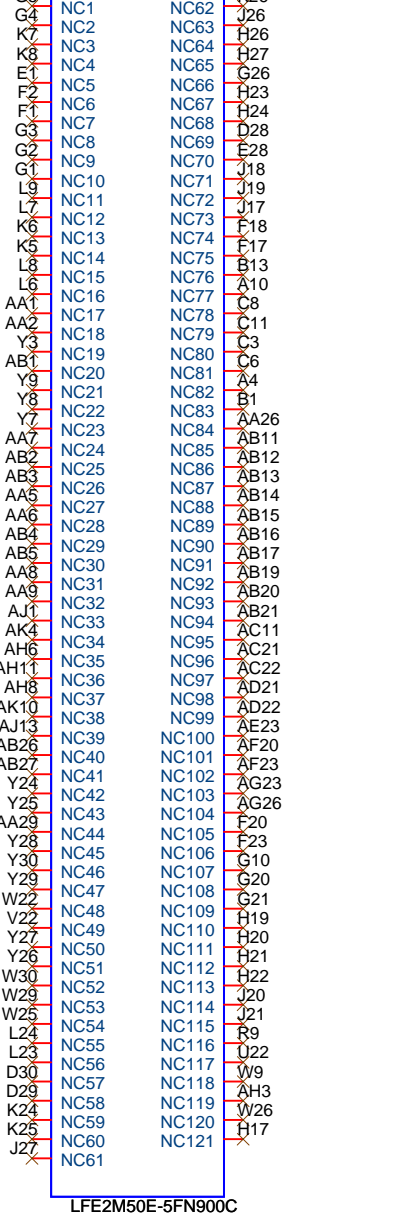 NC1 NC62
G4 NC2 NC63 J26
K7 NC3 NC64 H26
K8 NC4 NC65 H27
E1 NC5 NC66 G26
F2 NC6 NC67 H23
F1 NC7 NC68 H24
G3 NC8 NC69 D28
G2 NC9 NC70 E28
G1 NC10 NC71 J18
L9 NC11 NC72 J19
L7 NC12 NC73 J17
K6 NC13 NC74 F18
K5 NC14 NC75 F17
L8 NC15 NC76 B13
L6 NC16 NC77 A10
AA1 NC17 NC78 C8
AA2 NC18 NC79 C11
Y3 NC19 NC80 C3
AB1 NC20 NC81 C6
Y9 NC21 NC82 A4
Y8 NC22 NC83 B1
Y7 NC23 NC84 AA26
AA7 NC24 NC85 AB11
AB2 NC25 NC86 AB12
AB3 NC26 NC87 AB13
AA5 NC27 NC88 AB14
AA6 NC28 NC89 AB15
AB4 NC29 NC90 AB16
AB5 NC30 NC91 AB17
AA8 NC31 NC92 AB19
AA9 NC32 NC93 AB20
AJ1 NC33 NC94 AB21
AK4 NC34 NC95 AC11
AH6 NC35 NC96 AC21
AH11 NC36 NC97 AC22
AH8 NC37 NC98 AD21
AK10 NC38 NC99 AD22
AJ13 NC39 NC100 AE23
AB26 NC40 NC101 AF20
AB27 NC41 NC102 AF23
Y24 NC42 NC103 AG23
Y25 NC43 NC104 AG26
AA29 NC44 NC105 F20
Y28 NC45 NC106 F23
Y30 NC46 NC107 G10
Y29 NC47 NC108 G20
W22 NC48 NC109 G21
V22 NC49 NC110 H19
Y27 NC50 NC111 H20
Y26 NC51 NC112 H21
W30 NC52 NC113 H22
W29 NC53 NC114 J20
W25 NC54 NC115 J21
L24 NC55 NC116 R9
L23 NC56 NC117 U22
D30 NC57 NC118 W9
D29 NC58 NC119 AH3
K24 NC59 NC120 W26
K25 NC60 NC121 H17
J27 NC61
LFE2M50E-5FN900C